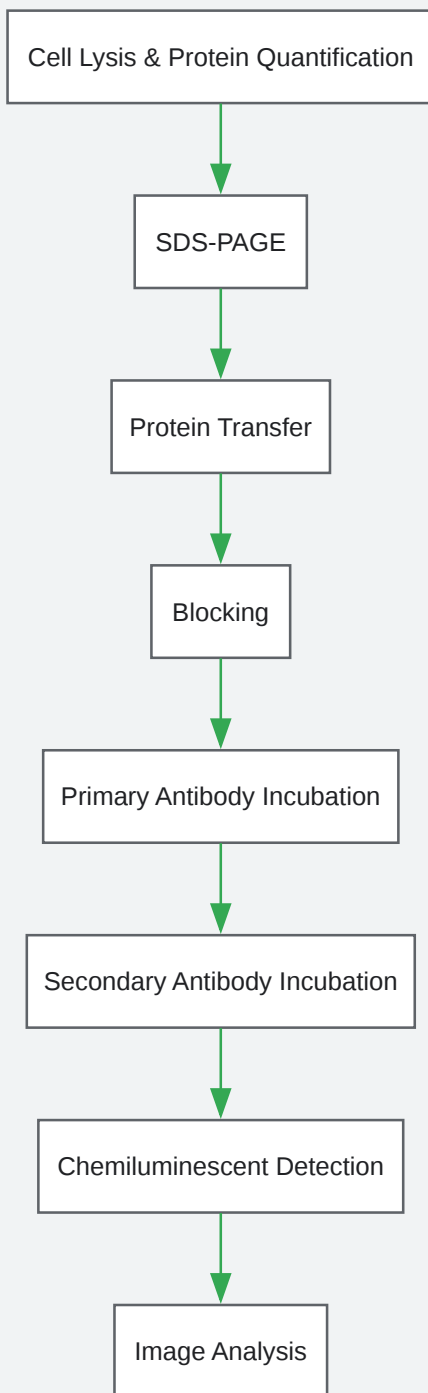 Cell Lysis & Protein Quantification
SDS-PAGE
Protein Transfer
Blocking
Primary Antibody Incubation
Secondary Antibody Incubation
Chemiluminescent Detection
Image Analysis